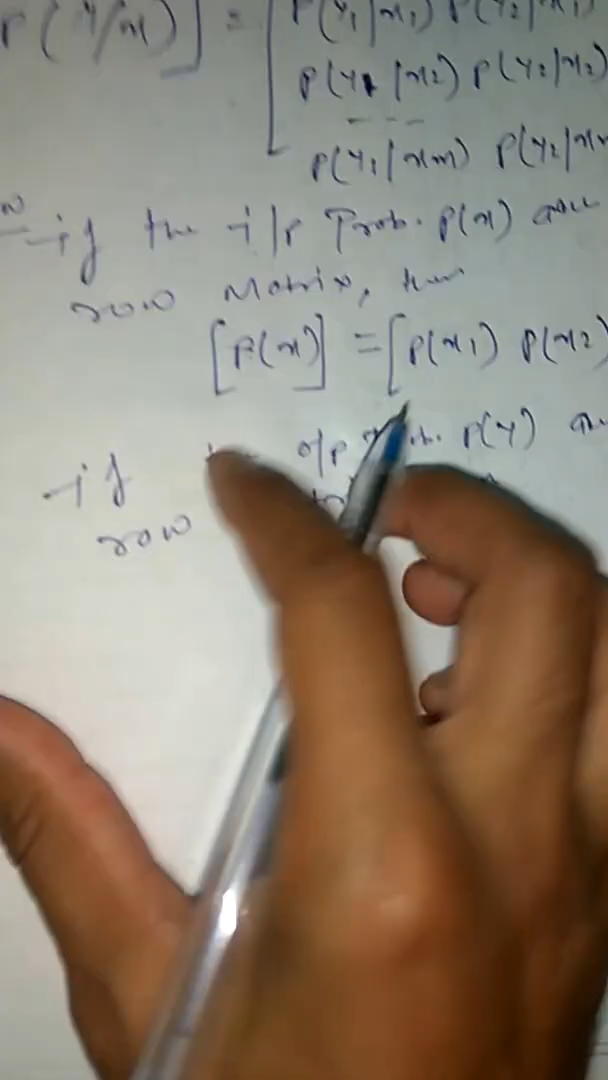 P(Y/x)] = [P(Y1|x1) P(Y2|x1)
P(Y1|x2) P(Y2|x2)
- - -
P(Y1|xm) P(Y2|xm
-if the i/p Prob. P(x) are
row Matrix, then
[P(x)] = [P(x1) P(x2)
-if o/p P(Y)
row